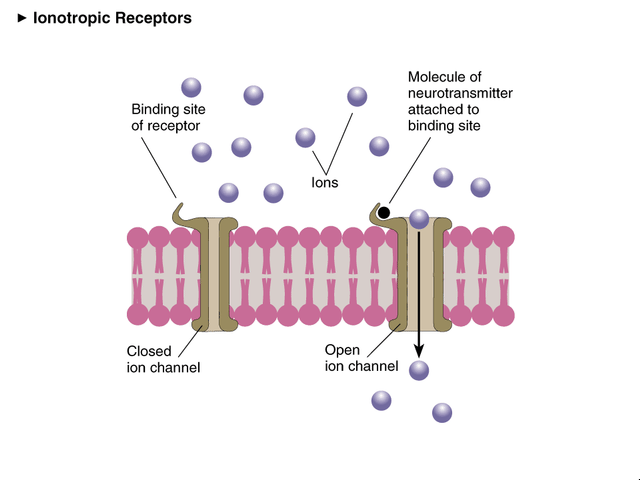 ► Ionotropic Receptors
Molecule of
neurotransmitter
attached to
binding site
Binding site
of receptor
Ions
Closed
ion channel
Open
ion channel